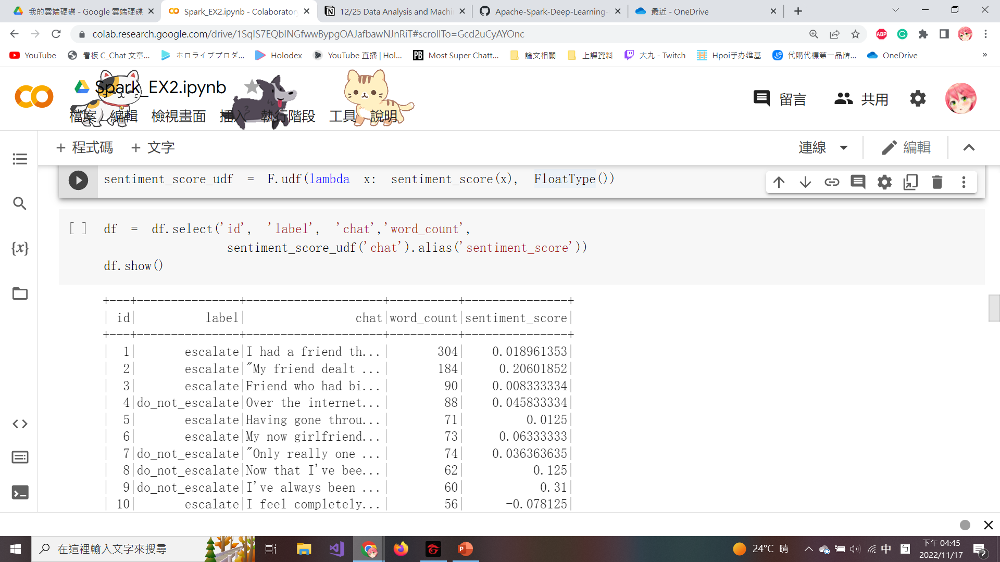 我的雲端硬碟 - Google 雲端硬碟
Spark_EX2.ipynb - Colaboratory
12/25 Data Analysis and Machi
Apache-Spark-Deep-Learning-
最近 - OneDrive
colab.research.google.com/drive/1SqIS7EQbINGfwwBypgOAJafbawNJnRiT#scrollTo=Gcd2uCyAYOnc
ABP
YouTube
看板 C_Chat 文章...
ホロライブプロダ...
Holodex
YouTube 直播 | Hol...
PB Most Super Chatt...
論文相關
上課資料
大丸 - Twitch
Hpoi手办维基
代購代標第一品牌...
OneDrive
»
Spark_EX2.ipynb
留言
共用
檔案 編輯 檢視畫面 插入 執行階段 工具 說明
+ 程式碼 + 文字
連線
編輯
sentiment_score_udf = F.udf(lambda x: sentiment_score(x), FloatType())
[ ] df = df.select('id', 'label', 'chat','word_count',
sentiment_score_udf('chat').alias('sentiment_score'))
df.show()
{x}
+---+---------------+--------------------+----------+---------------+
| id| label| chat|word_count|sentiment_score|
+---+---------------+--------------------+----------+---------------+
| 1| escalate|I had a friend th...| 304| 0.018961353|
| 2| escalate|"My friend dealt ...| 184| 0.20601852|
| 3| escalate|Friend who had bi...| 90| 0.008333334|
| 4|do_not_escalate|Over the internet...| 88| 0.045833334|
| 5| escalate|Having gone throu...| 71| 0.0125|
| 6| escalate|My now girlfriend...| 73| 0.06333333|
| 7|do_not_escalate|"Only really one ...| 74| 0.036363635|
| 8|do_not_escalate|Now that I've bee...| 62| 0.125|
| 9|do_not_escalate|I've always been ...| 60| 0.31|
| 10| escalate|I feel completely...| 56| -0.078125|
在這裡輸入文字來搜尋
24°C 晴
中
下午 04:45
2022/11/17
2